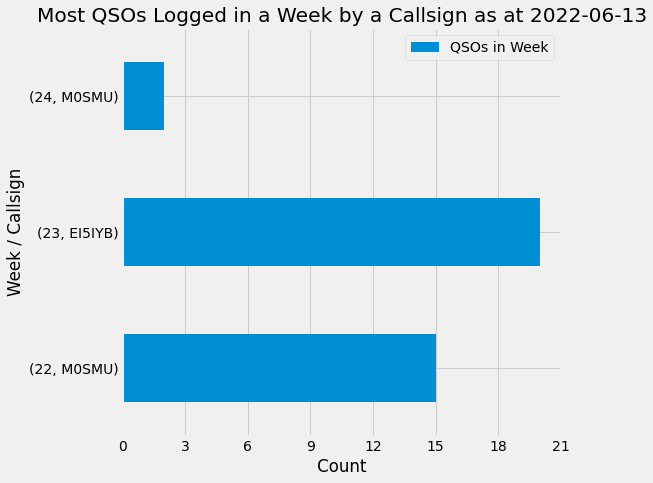 Most QSOs Logged in a Week by a Callsign as at 2022-06-13
QSOs in Week
(24, M0SMU)
(23, EI5IYB)
(22, M0SMU)
Week / Callsign
0 3 6 9 12 15 18 21
Count